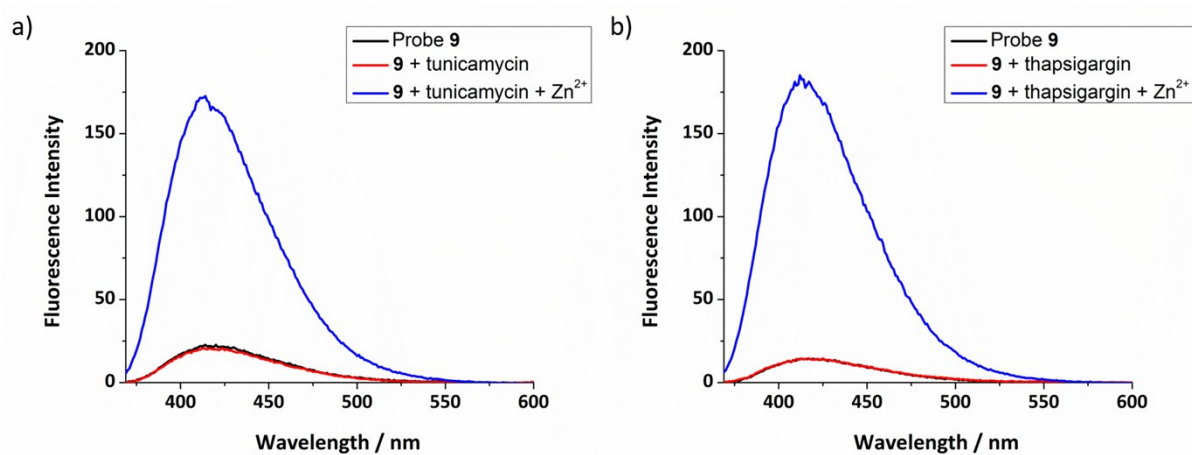 a)
Probe 9
9 + tunicamycin
9 + tunicamycin + Zn²⁺
200
150
100
50
0
Fluorescence Intensity
400
450
500
550
600
Wavelength / nm
b)
Probe 9
9 + thapsigargin
9 + thapsigargin + Zn²⁺
200
150
100
50
0
Fluorescence Intensity
400
450
500
550
600
Wavelength / nm